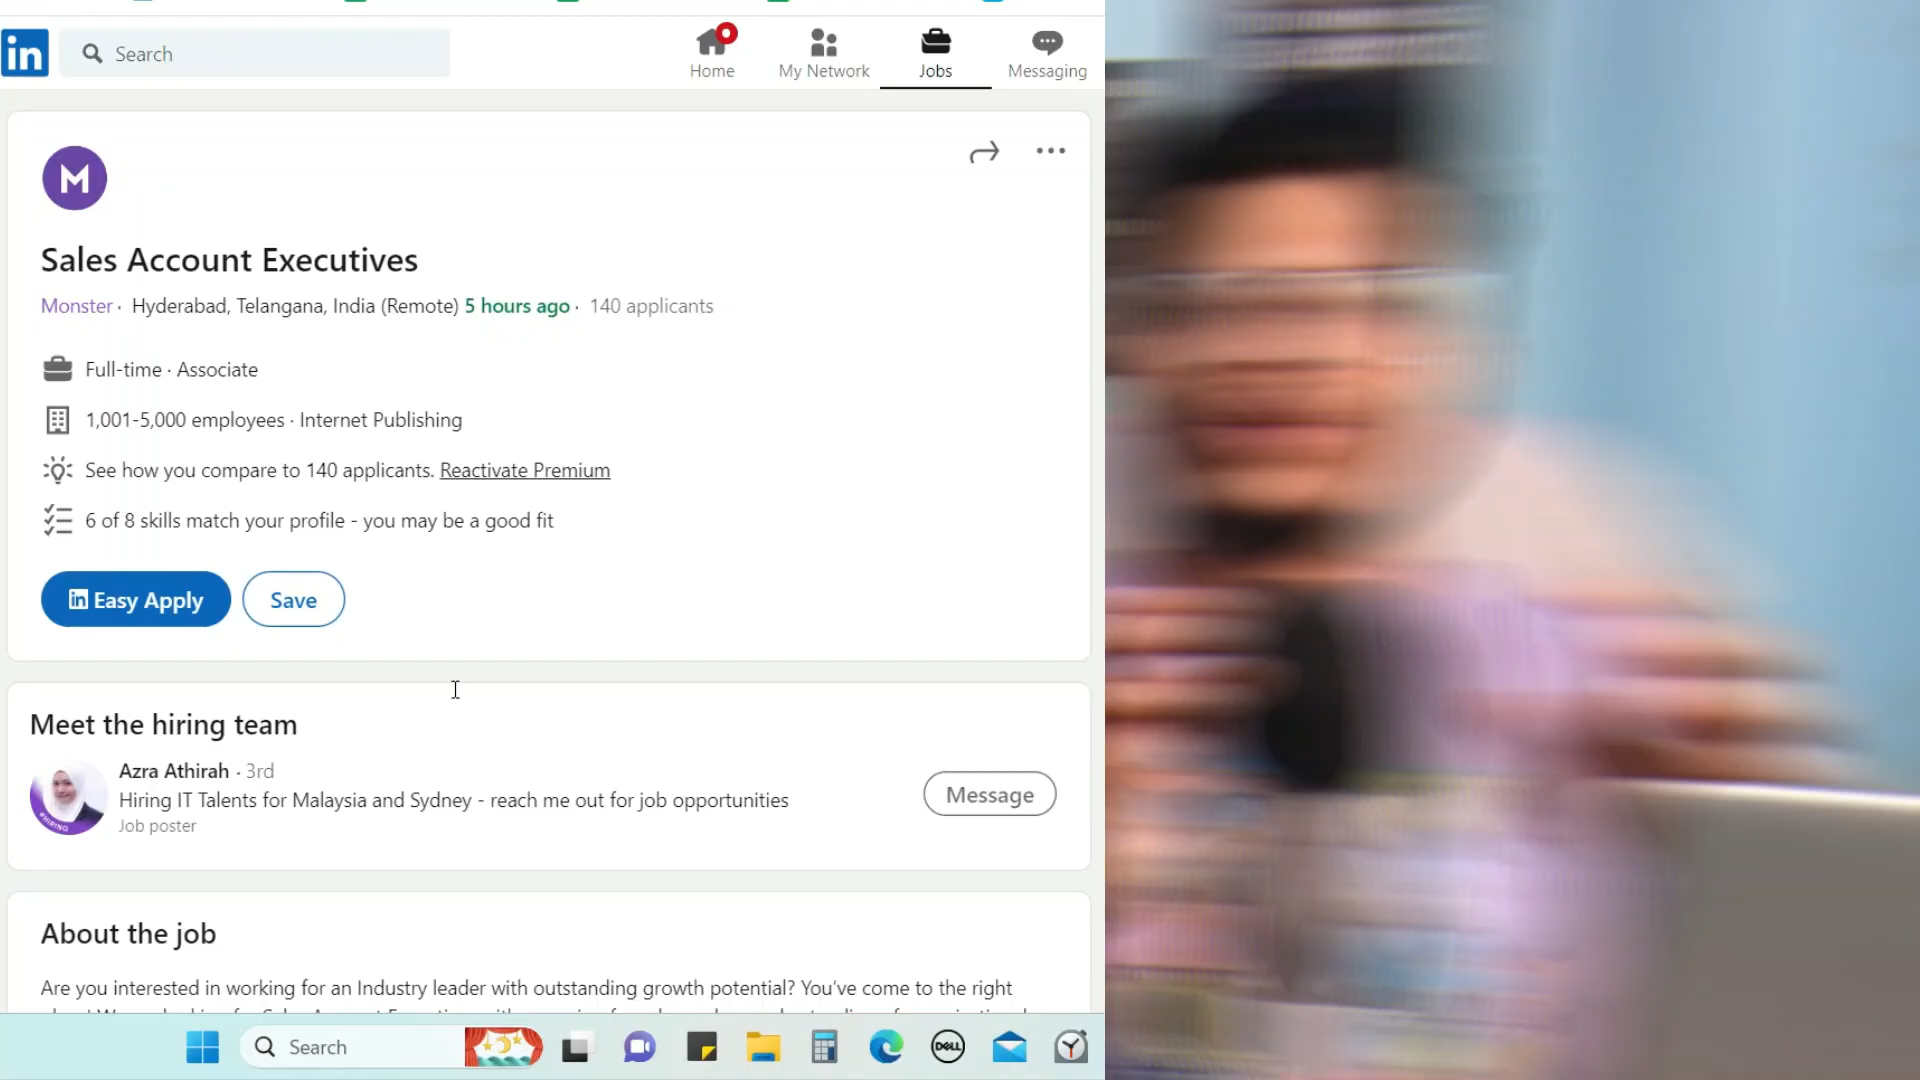 in
Search
Home
My Network
Jobs
Messaging
M
Sales Account Executives
Monster · Hyderabad, Telangana, India (Remote) 5 hours ago · 140 applicants
Full-time · Associate
1,001-5,000 employees · Internet Publishing
See how you compare to 140 applicants. Reactivate Premium
6 of 8 skills match your profile - you may be a good fit
in Easy Apply
Save
Meet the hiring team
Azra Athirah · 3rd
Hiring IT Talents for Malaysia and Sydney - reach me out for job opportunities
Job poster
Message
#HIRING
About the job
Are you interested in working for an Industry leader with outstanding growth potential? You've come to the right
Search
DELL